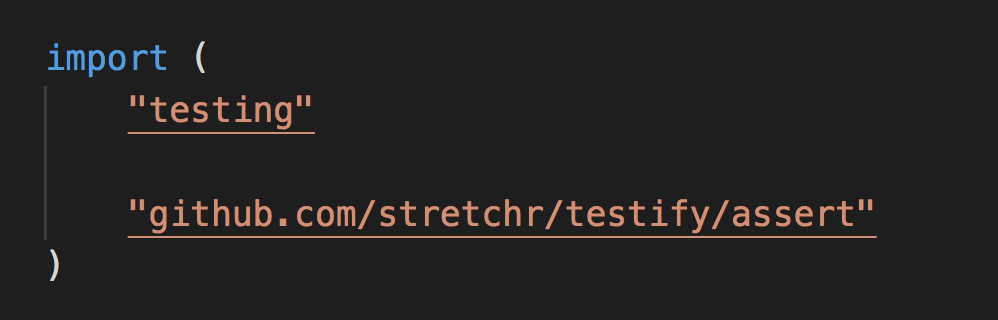 import (
"testing"
"github.com/stretchr/testify/assert"
)